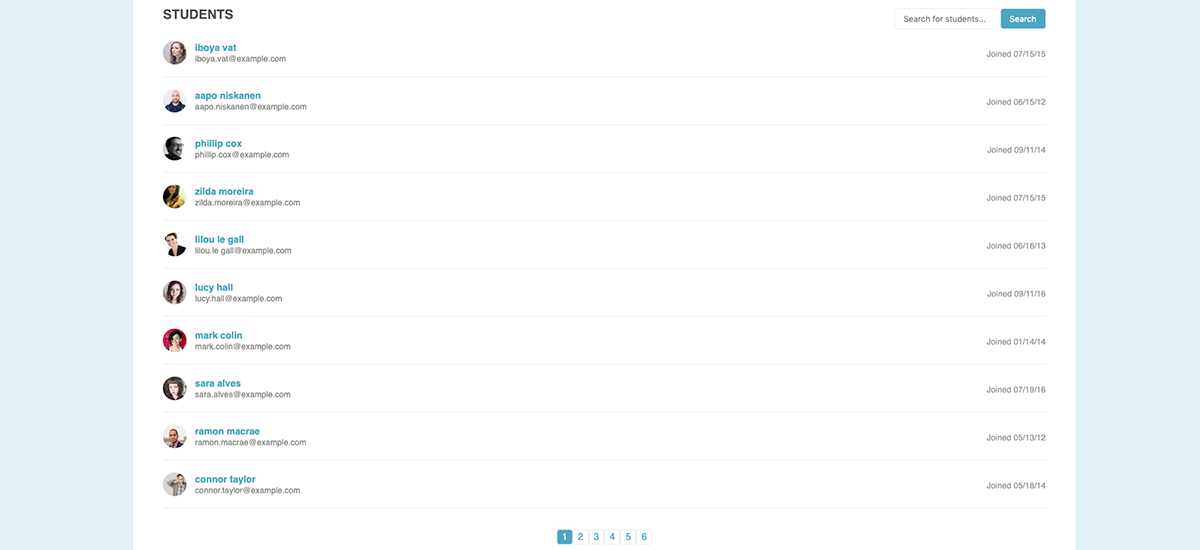 STUDENTS
Search for students... Search
iboya vat
iboya.vat@example.com
Joined 07/15/15
aapo niskanen
aapo.niskanen@example.com
Joined 06/15/12
phillip cox
phillip.cox@example.com
Joined 09/11/14
zilda moreira
zilda.moreira@example.com
Joined 07/15/15
lilou le gall
lilou.le gall@example.com
Joined 06/16/13
lucy hall
lucy.hall@example.com
Joined 09/11/16
mark colin
mark.colin@example.com
Joined 01/14/14
sara alves
sara.alves@example.com
Joined 07/19/16
ramon macrae
ramon.macrae@example.com
Joined 05/13/12
connor taylor
connor.taylor@example.com
Joined 05/18/14
1 2 3 4 5 6